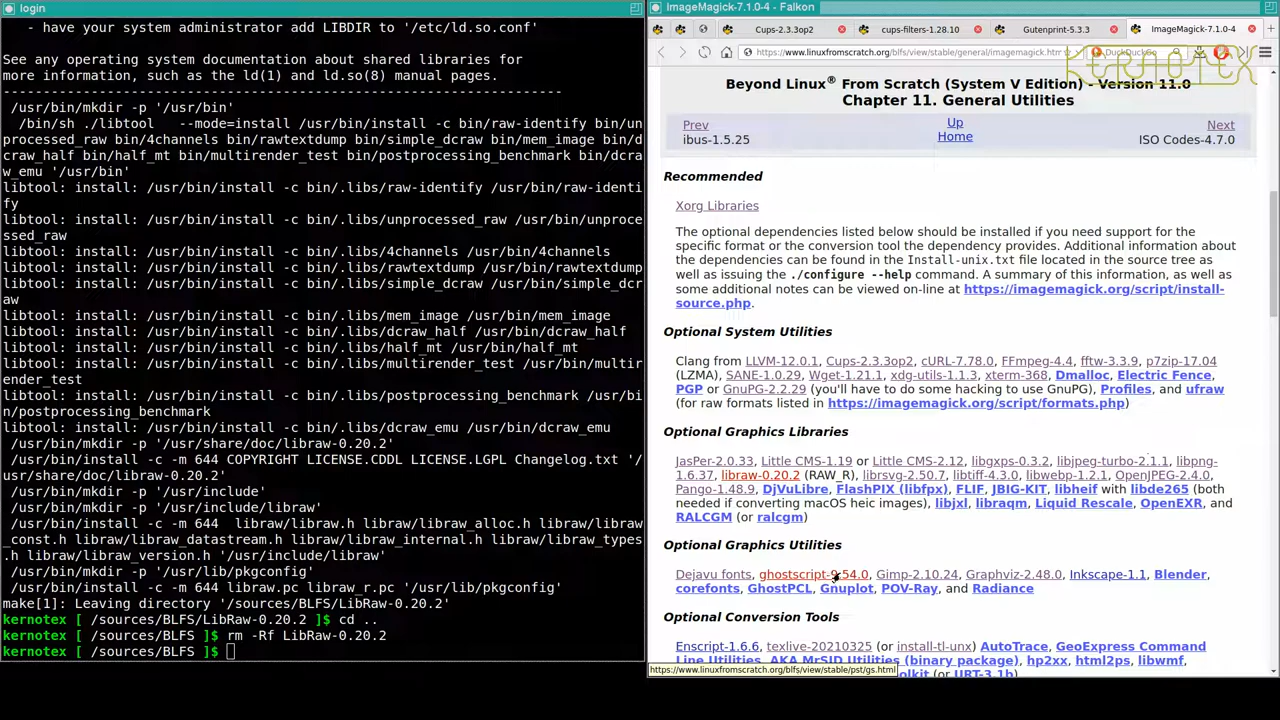 login
- have your system administrator add LIBDIR to '/etc/ld.so.conf'
See any operating system documentation about shared libraries for
more information, such as the ld(1) and ld.so(8) manual pages.
----------------------------------------------------------------------
/usr/bin/mkdir -p '/usr/bin'
/bin/sh ./libtool   --mode=install /usr/bin/install -c bin/raw-identify bin/un
processed_raw bin/4channels bin/rawtextdump bin/simple_dcraw bin/mem_image bin/d
craw_half bin/half_mt bin/multirender_test bin/postprocessing_benchmark bin/dcra
w_emu '/usr/bin'
libtool: install: /usr/bin/install -c bin/.libs/raw-identify /usr/bin/raw-identi
fy
libtool: install: /usr/bin/install -c bin/.libs/unprocessed_raw /usr/bin/unproce
ssed_raw
libtool: install: /usr/bin/install -c bin/.libs/4channels /usr/bin/4channels
libtool: install: /usr/bin/install -c bin/.libs/rawtextdump /usr/bin/rawtextdump
libtool: install: /usr/bin/install -c bin/.libs/simple_dcraw /usr/bin/simple_dcr
aw
libtool: install: /usr/bin/install -c bin/.libs/mem_image /usr/bin/mem_image
libtool: install: /usr/bin/install -c bin/.libs/dcraw_half /usr/bin/dcraw_half
libtool: install: /usr/bin/install -c bin/.libs/half_mt /usr/bin/half_mt
libtool: install: /usr/bin/install -c bin/.libs/multirender_test /usr/bin/multir
ender_test
libtool: install: /usr/bin/install -c bin/.libs/postprocessing_benchmark /usr/bi
n/postprocessing_benchmark
libtool: install: /usr/bin/install -c bin/.libs/dcraw_emu /usr/bin/dcraw_emu
/usr/bin/mkdir -p '/usr/share/doc/libraw-0.20.2'
/usr/bin/install -c -m 644 COPYRIGHT LICENSE.CDDL LICENSE.LGPL Changelog.txt '/
usr/share/doc/libraw-0.20.2'
/usr/bin/mkdir -p '/usr/include'
/usr/bin/mkdir -p '/usr/include/libraw'
/usr/bin/install -c -m 644  libraw/libraw.h libraw/libraw_alloc.h libraw/libraw
_const.h libraw/libraw_datastream.h libraw/libraw_internal.h libraw/libraw_types
.h libraw/libraw_version.h '/usr/include/libraw'
/usr/bin/mkdir -p '/usr/lib/pkgconfig'
/usr/bin/install -c -m 644 libraw.pc libraw_r.pc '/usr/lib/pkgconfig'
make[1]: Leaving directory '/sources/BLFS/LibRaw-0.20.2'
kernotex [ /sources/BLFS/LibRaw-0.20.2 ]$ cd ..
kernotex [ /sources/BLFS ]$ rm -Rf LibRaw-0.20.2
kernotex [ /sources/BLFS ]$
ImageMagick-7.1.0-4 - Falkon
Cups-2.3.3op2
cups-filters-1.28.10
Gutenprint-5.3.3
ImageMagick-7.1.0-4
https://www.linuxfromscratch.org/blfs/view/stable/general/imagemagick.htm
DuckDuckGo
KERNOTEX
Beyond Linux® From Scratch (System V Edition) - Version 11.0
Chapter 11. General Utilities
Prev
Up
Next
ibus-1.5.25
Home
ISO Codes-4.7.0
Recommended
Xorg Libraries
The optional dependencies listed below should be installed if you need support for the
specific format or the conversion tool the dependency provides. Additional information about
the dependencies can be found in the Install-unix.txt file located in the source tree as
well as issuing the ./configure --help command. A summary of this information, as well as
some additional notes can be viewed on-line at https://imagemagick.org/script/install-
source.php.
Optional System Utilities
Clang from LLVM-12.0.1, Cups-2.3.3op2, cURL-7.78.0, FFmpeg-4.4, fftw-3.3.9, p7zip-17.04
(LZMA), SANE-1.0.29, Wget-1.21.1, xdg-utils-1.1.3, xterm-368, Dmalloc, Electric Fence,
PGP or GnuPG-2.2.29 (you'll have to do some hacking to use GnuPG), Profiles, and ufraw
(for raw formats listed in https://imagemagick.org/script/formats.php)
Optional Graphics Libraries
JasPer-2.0.33, Little CMS-1.19 or Little CMS-2.12, libgxps-0.3.2, libjpeg-turbo-2.1.1, libpng-
1.6.37, libraw-0.20.2 (RAW_R), librsvg-2.50.7, libtiff-4.3.0, libwebp-1.2.1, OpenJPEG-2.4.0,
Pango-1.48.9, DjVuLibre, FlashPIX (libfpx), FLIF, JBIG-KIT, libheif with libde265 (both
needed if converting macOS heic images), libjxl, libraqm, Liquid Rescale, OpenEXR, and
RALCGM (or ralcgm)
Optional Graphics Utilities
Dejavu fonts, ghostscript-9.54.0, Gimp-2.10.24, Graphviz-2.48.0, Inkscape-1.1, Blender,
corefonts, GhostPCL, Gnuplot, POV-Ray, and Radiance
Optional Conversion Tools
Enscript-1.6.6, texlive-20210325 (or install-tl-unx) AutoTrace, GeoExpress Command
Line Utilities, AKA MrSID Utilities (binary package), hp2xx, html2ps, libwmf,
https://www.linuxfromscratch.org/blfs/view/stable/pst/gs.html
(or URT-3.1b)